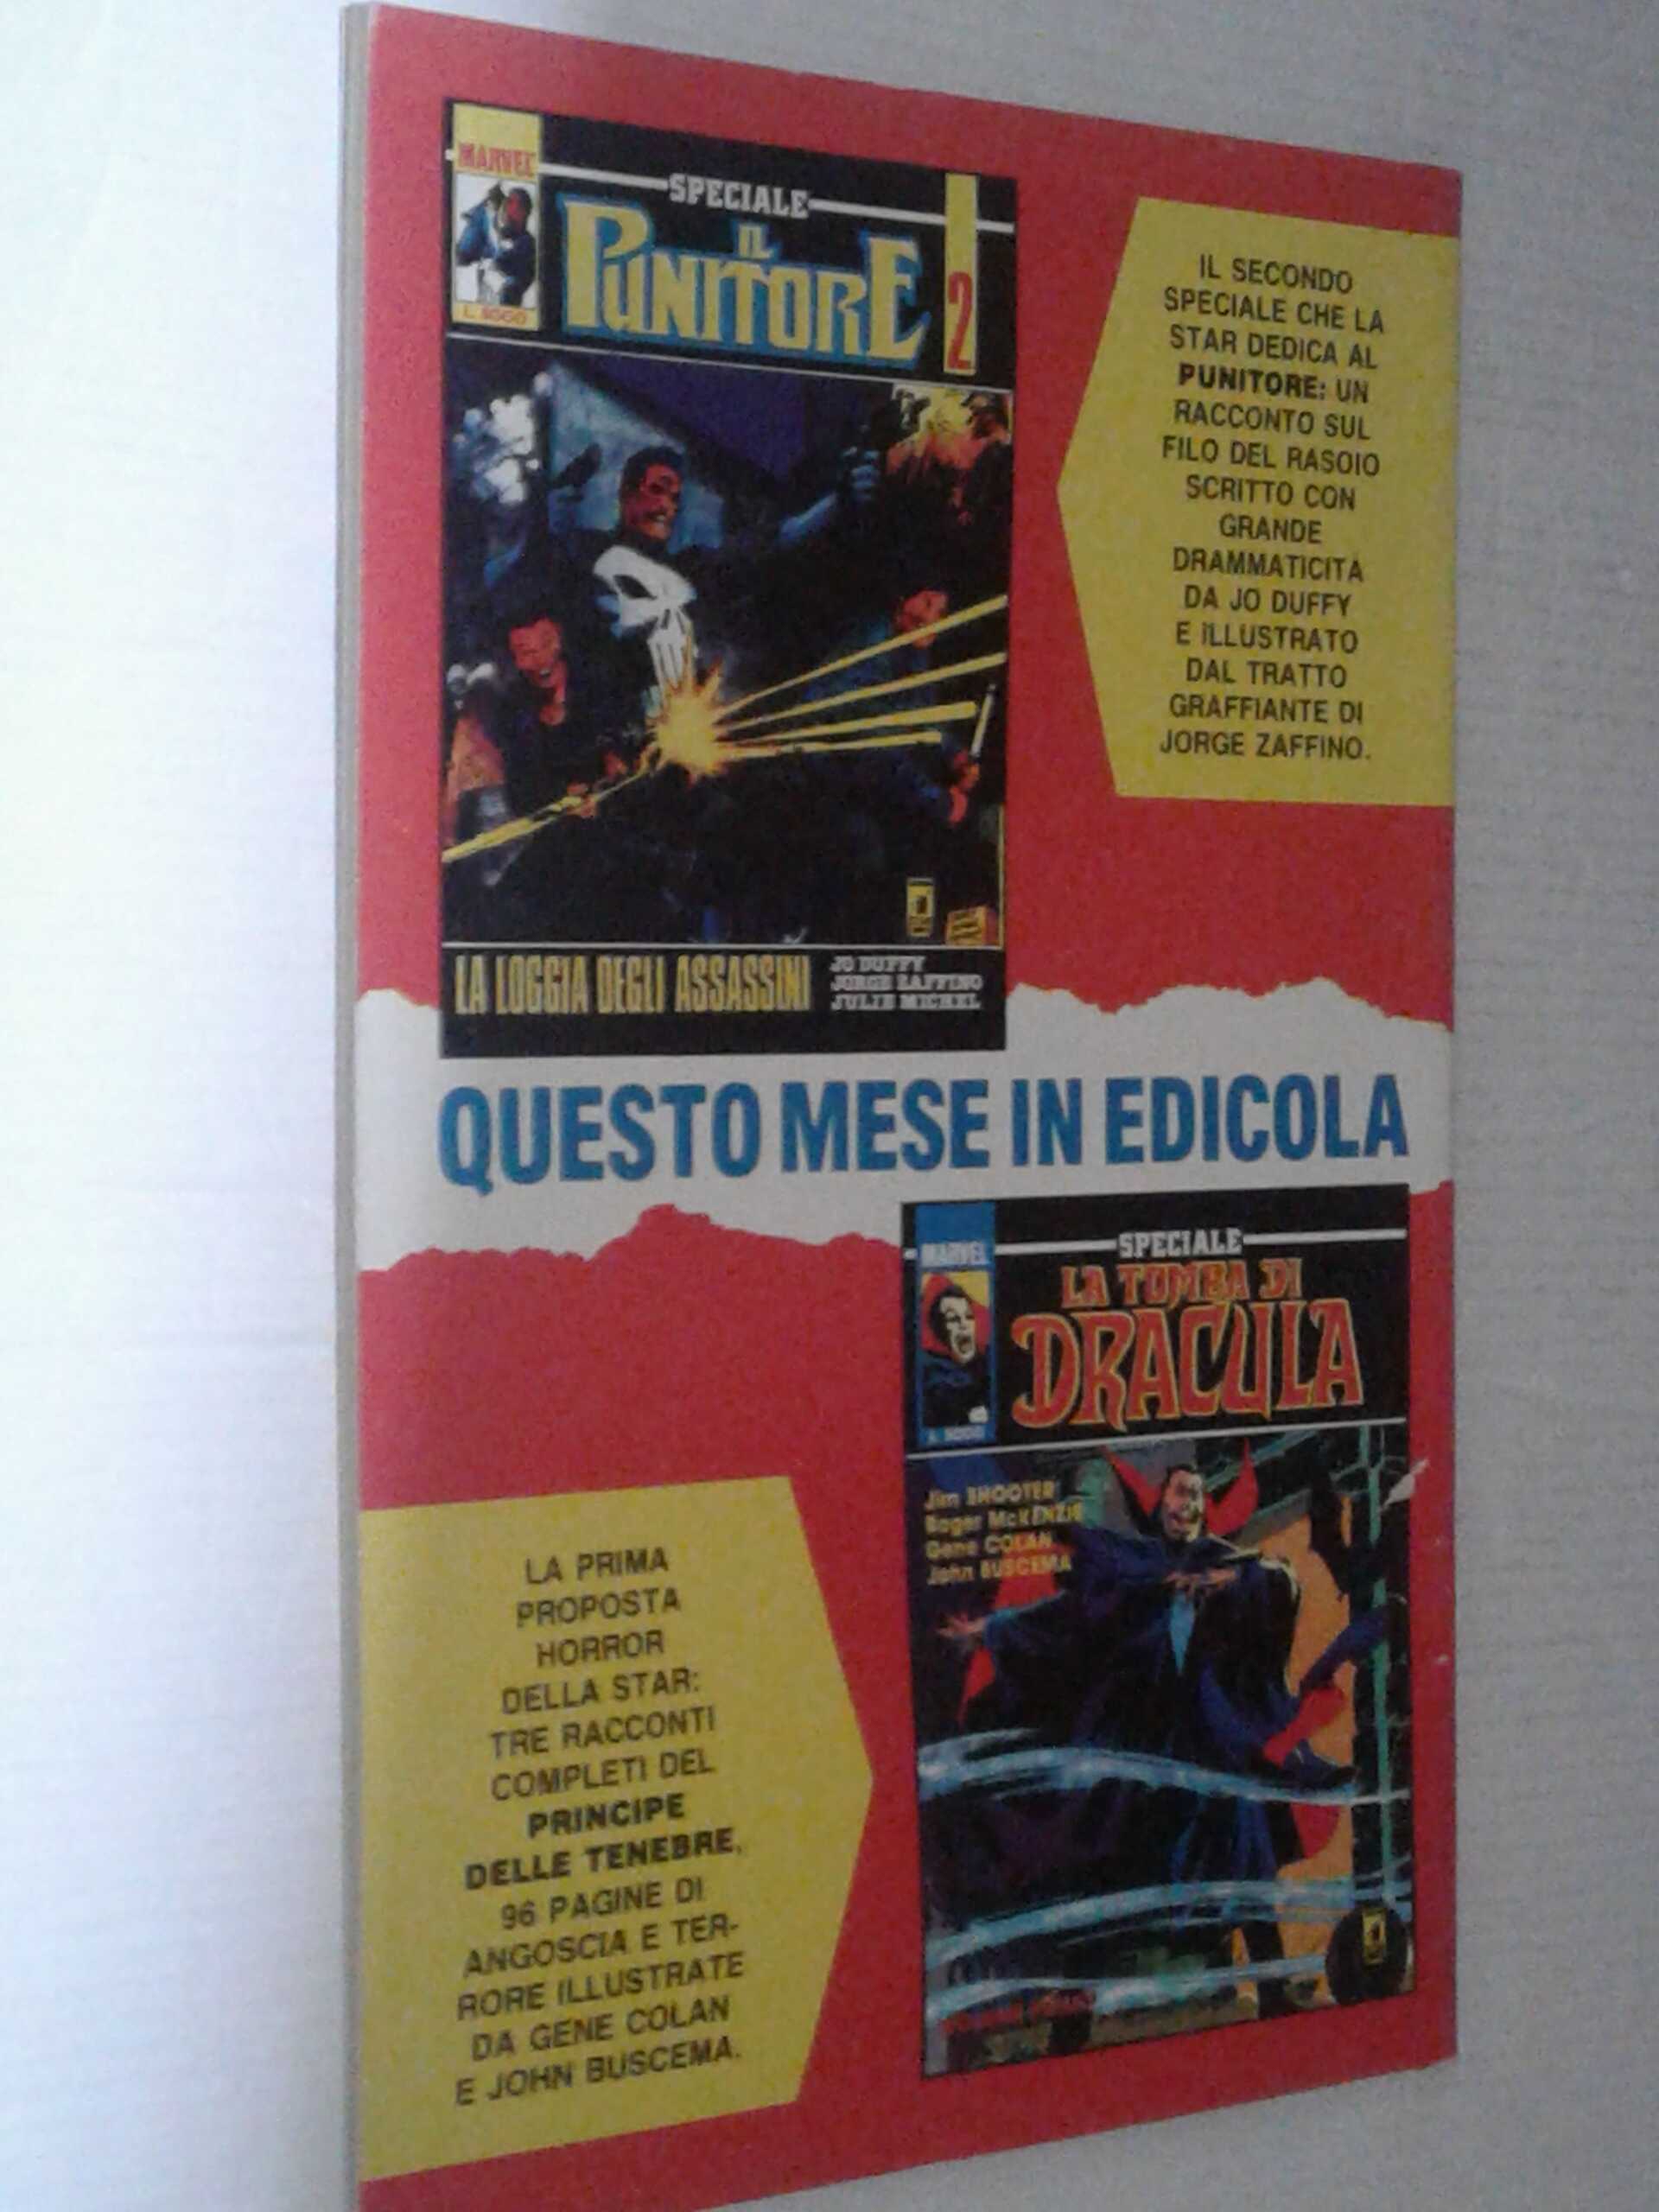 MARVEL
SPECIALE
IL
PUNITORE
2
IL SECONDO
SPECIALE CHE LA
STAR DEDICA AL
PUNITORE: UN
RACCONTO SUL
FILO DEL RASOIO
SCRITTO CON
GRANDE
DRAMMATICITÀ
DA JO DUFFY
E ILLUSTRATO
DAL TRATTO
GRAFFIANTE DI
JORGE ZAFFINO.
LA LOGGIA DEGLI ASSASSINI
JO DUFFY
JORGE ZAFFINO
JULIE MICHEL
QUESTO MESE IN EDICOLA
MARVEL
SPECIALE
LA TOMBA DI
DRACULA
Jim SHOOTER
Roger McKENZIE
Gene COLAN
John BUSCEMA
LA PRIMA
PROPOSTA
HORROR
DELLA STAR:
TRE RACCONTI
COMPLETI DEL
PRINCIPE
DELLE TENEBRE,
96 PAGINE DI
ANGOSCIA E TER-
RORE ILLUSTRATE
DA GENE COLAN
E JOHN BUSCEMA.